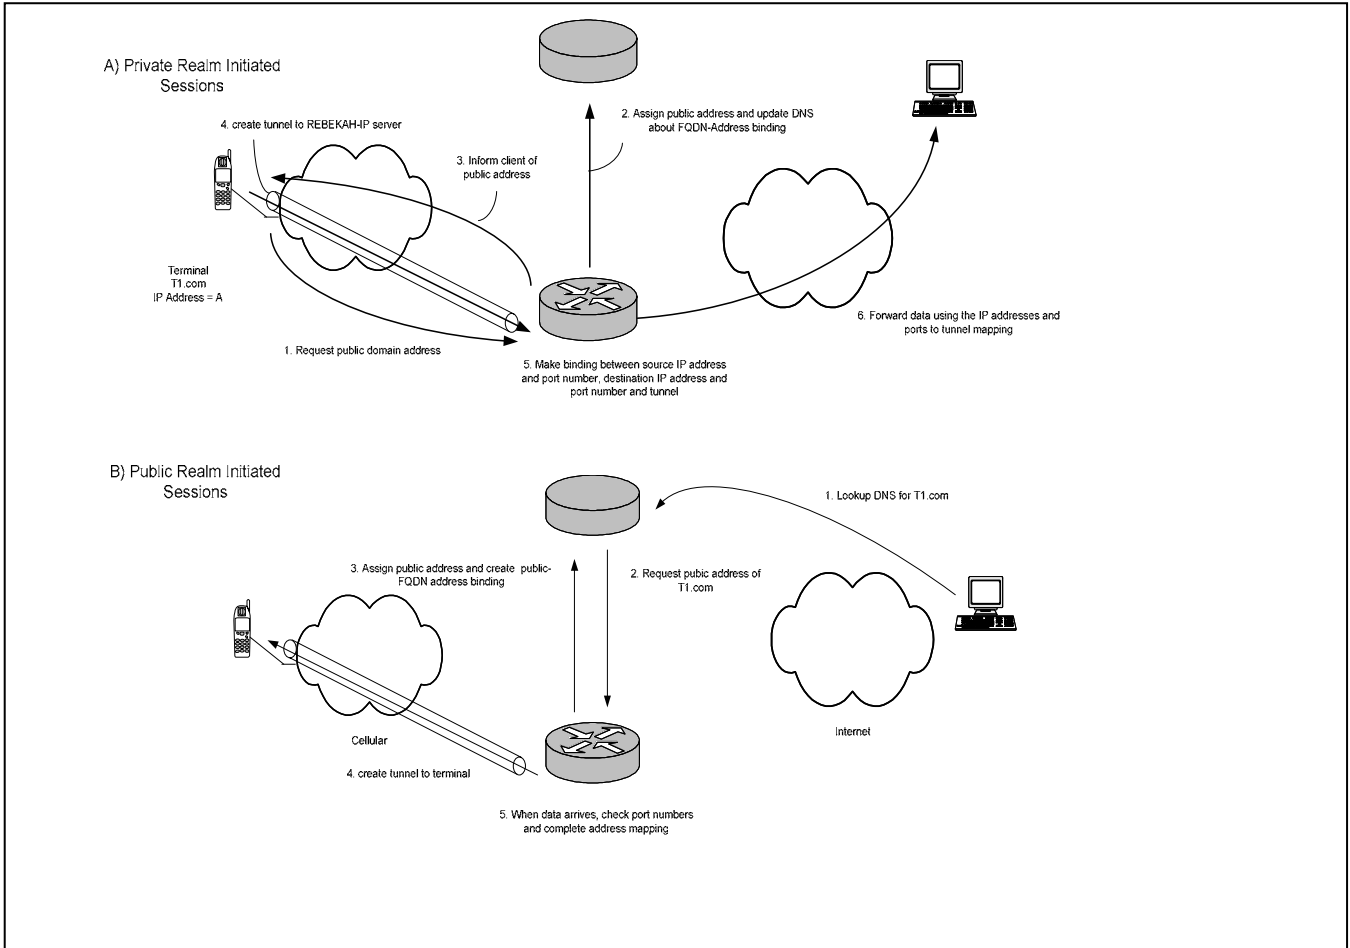 A) Private Realm Initiated
Sessions
4. create tunnel to REBEKAH-IP server
2. Assign public address and update DNS
about FQDN-Address binding
3. Inform client of
public address
Terminal
T1.com
IP Address = A
1. Request public domain address
5. Make binding between source IP address
and port number, destination IP address and
port number and tunnel
6. Forward data using the IP addresses and
ports to tunnel mapping
B) Public Realm Initiated
Sessions
1. Lookup DNS for T1.com
3. Assign public address and create public-
FQDN address binding
2. Request pubic address of
T1.com
Cellular
Internet
4. create tunnel to terminal
5. When data arrives, check port numbers
and complete address mapping